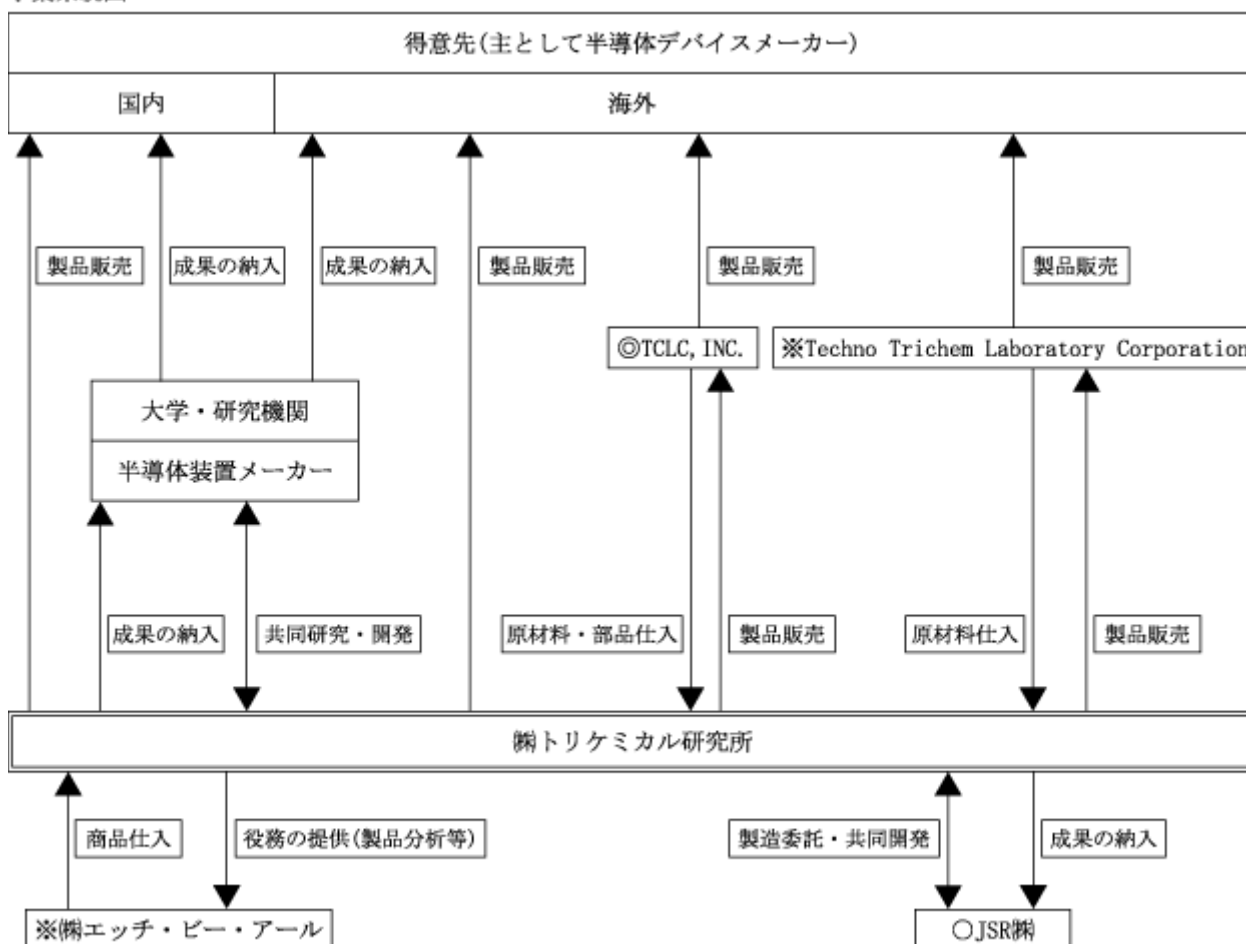 得意先(主として半導体デバイスメーカー)
国内
海外
製品販売
成果の納入
成果の納入
製品販売
製品販売
製品販売
◎TCLC, INC.
※Techno Trichem Laboratory Corporation
大学・研究機関
半導体装置メーカー
成果の納入
共同研究・開発
原材料・部品仕入
製品販売
原材料仕入
製品販売
㈱トリケミカル研究所
商品仕入
役務の提供(製品分析等)
製造委託・共同開発
成果の納入
※㈱エッチ・ビー・アール
○JSR㈱